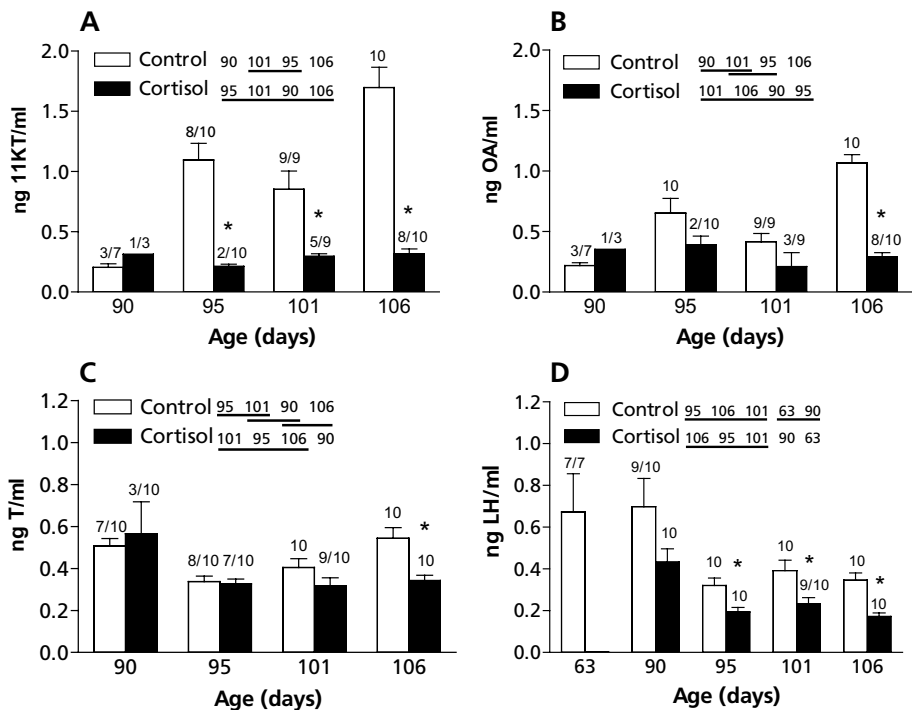 A
2.0
1.5
1.0
0.5
0.0
ng 11KT/ml
Control 90 101 95 106
Cortisol 95 101 90 106
3/7 1/3 8/10 * 2/10 9/9 * 5/9 10 * 8/10
90 95 101 106
Age (days)
B
2.0
1.5
1.0
0.5
0.0
ng OA/ml
Control 90 101 95 106
Cortisol 101 106 90 95
3/7 1/3 10 2/10 9/9 3/9 10 * 8/10
90 95 101 106
Age (days)
C
1.2
1.0
0.8
0.6
0.4
0.2
0.0
ng T/ml
Control 95 101 90 106
Cortisol 101 95 106 90
7/10 3/10 8/10 7/10 10 9/10 10 * 10
90 95 101 106
Age (days)
D
1.2
1.0
0.8
0.6
0.4
0.2
0.0
ng LH/ml
Control 95 106 101 63 90
Cortisol 106 95 101 90 63
7/7 9/10 10 10 * 10 10 * 9/10 10 * 10
63 90 95 101 106
Age (days)